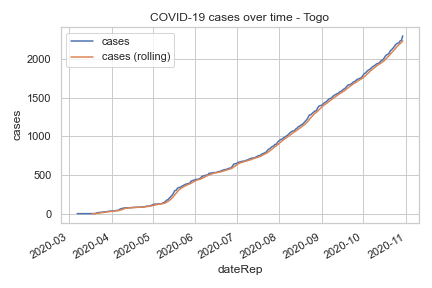 COVID-19 cases over time - Togo
cases
cases (rolling)
2000
1500
1000
500
0
cases
2020-03
2020-04
2020-05
2020-06
2020-07
2020-08
2020-09
2020-10
2020-11
dateRep